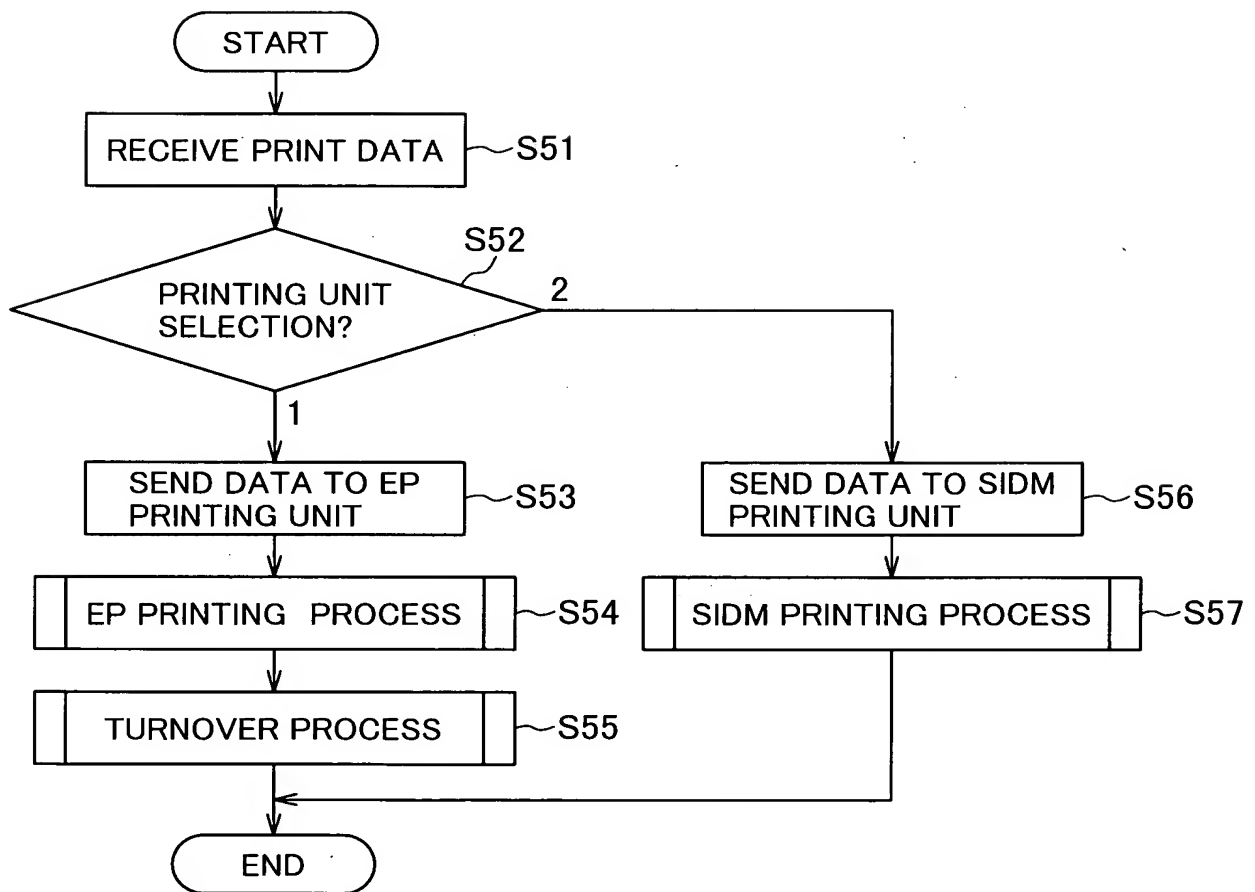 START
RECEIVE PRINT DATA
S51
S52
PRINTING UNIT
SELECTION?
2
1
SEND DATA TO EP
PRINTING UNIT
S53
SEND DATA TO SIDM
PRINTING UNIT
S56
EP PRINTING PROCESS
S54
SIDM PRINTING PROCESS
S57
TURNOVER PROCESS
S55
END